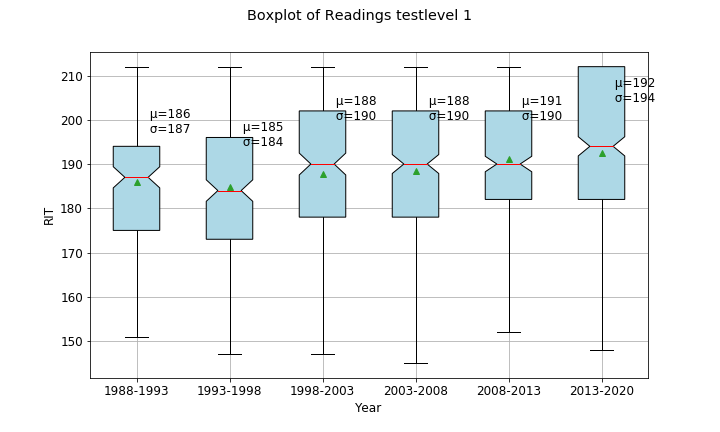 Boxplot of Readings testlevel 1
210
200
190
180
170
160
150
RIT
μ=186
σ=187
μ=185
σ=184
μ=188
σ=190
μ=188
σ=190
μ=191
σ=190
μ=192
σ=194
1988-1993
1993-1998
1998-2003
2003-2008
2008-2013
2013-2020
Year